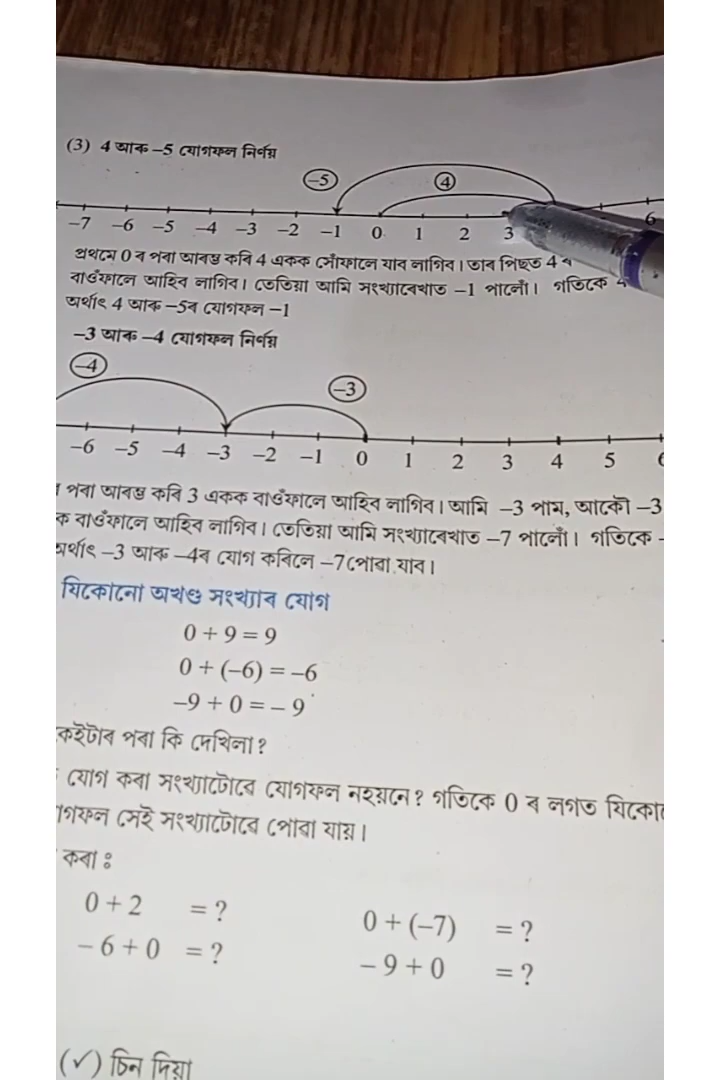 (3) 4 আৰু –5 যোগফল নিৰ্ণয়
–5 4
–7 –6 –5 –4 –3 –2 –1 0 1 2 3 6
প্ৰথমে 0 ৰ পৰা আৰম্ভ কৰি 4 একক সোঁফালে যাব লাগিব। তাৰ পিছত 4 ৰ
বাওঁফালে আহিব লাগিব। তেতিয়া আমি সংখ্যাৰেখাত –1 পালোঁ। গতিকে 4
অৰ্থাৎ 4 আৰু –5ৰ যোগফল –1
–3 আৰু –4 যোগফল নিৰ্ণয়
–4 –3
–6 –5 –4 –3 –2 –1 0 1 2 3 4 5
পৰা আৰম্ভ কৰি 3 একক বাওঁফালে আহিব লাগিব। আমি –3 পাম, আকৌ –3
ক বাওঁফালে আহিব লাগিব। তেতিয়া আমি সংখ্যাৰেখাত –7 পালোঁ। গতিকে –
অৰ্থাৎ –3 আৰু –4ৰ যোগ কৰিলে –7 পোৱা যাব।
যিকোনো অখণ্ড সংখ্যাৰ যোগ
0 + 9 = 9
0 + (–6) = –6
–9 + 0 = – 9
কেইটাৰ পৰা কি দেখিলা?
যোগ কৰা সংখ্যাটোৱে যোগফল নহয়নে? গতিকে 0 ৰ লগত যিকো
যোগফল সেই সংখ্যাটোৱে পোৱা যায়।
কৰা ঃ
0 + 2 = ? 0 + (–7) = ?
– 6 + 0 = ? – 9 + 0 = ?
(✓) চিন দিয়া